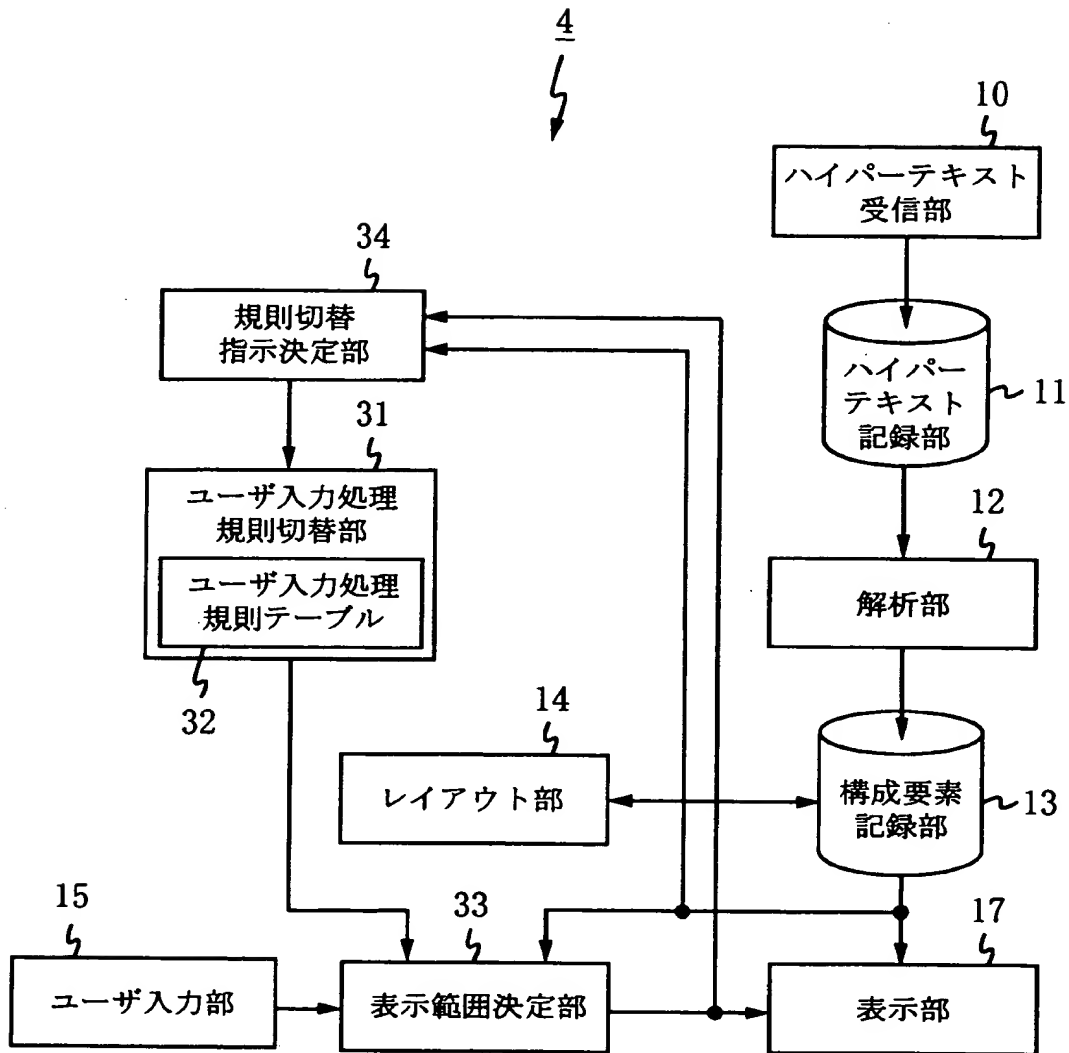 4
10
ハイパーテキスト
受信部
34
規則切替
指示決定部
ハイパー
テキスト
記録部
11
31
ユーザ入力処理
規則切替部
ユーザ入力処理
規則テーブル
32
12
解析部
14
レイアウト部
構成要素
記録部
13
15
ユーザ入力部
33
表示範囲決定部
17
表示部